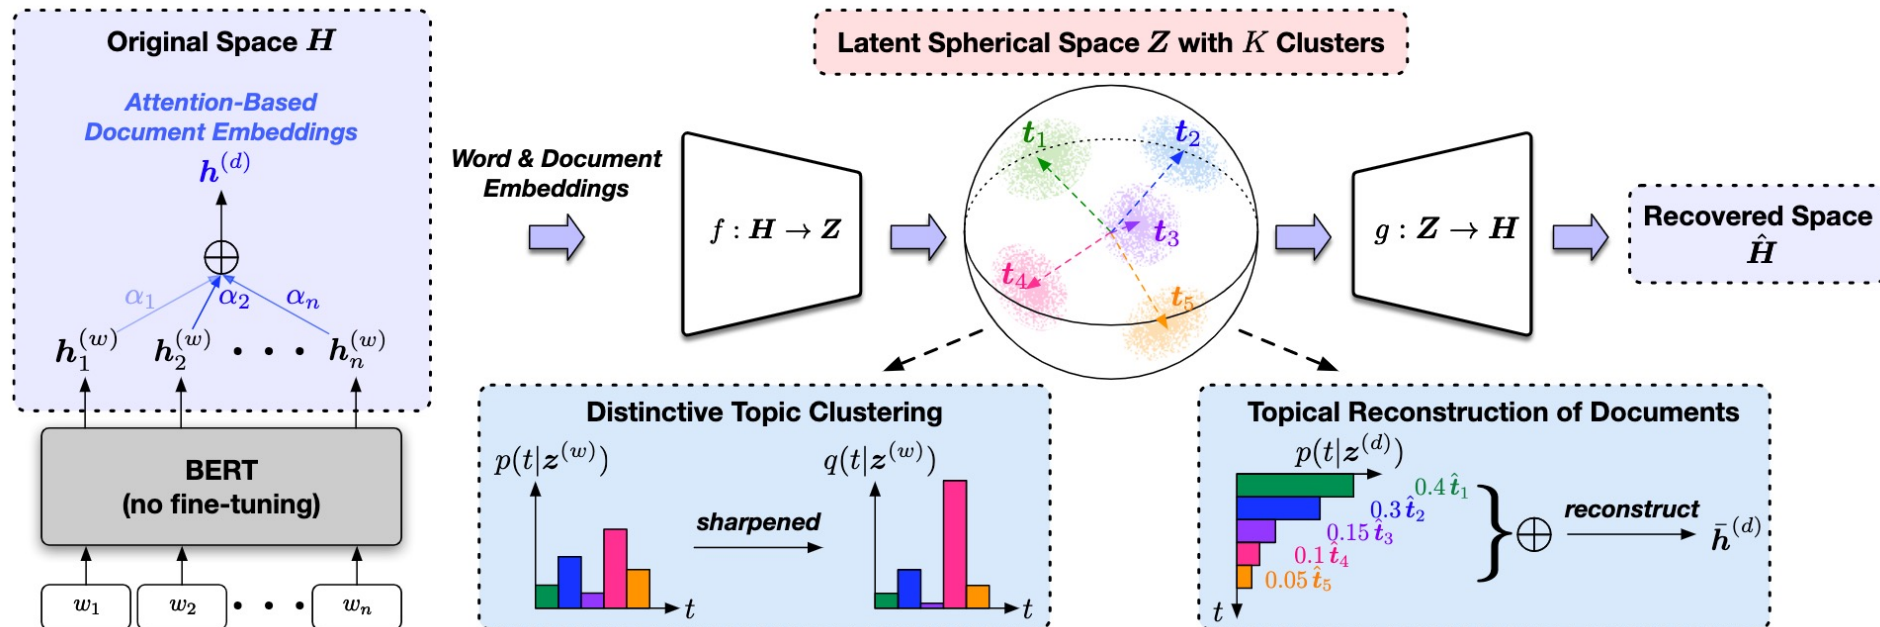 Original Space H
Attention-Based
Document Embeddings
h^(d)
α₁ α₂ αₙ
h₁^(w) h₂^(w) • • • hₙ^(w)
BERT
(no fine-tuning)
w₁ w₂ • • • wₙ
Word & Document
Embeddings
f : H → Z
Latent Spherical Space Z with K Clusters
t₁
t₂
t₃
t₄
t₅
g : Z → H
Recovered Space
Ĥ
Distinctive Topic Clustering
p(t|z^(w))
sharpened
q(t|z^(w))
t
t
Topical Reconstruction of Documents
p(t|z^(d))
0.4 t̂₁
0.3 t̂₂
0.15 t̂₃
0.1 t̂₄
0.05 t̂₅
t
reconstruct
h̄^(d)